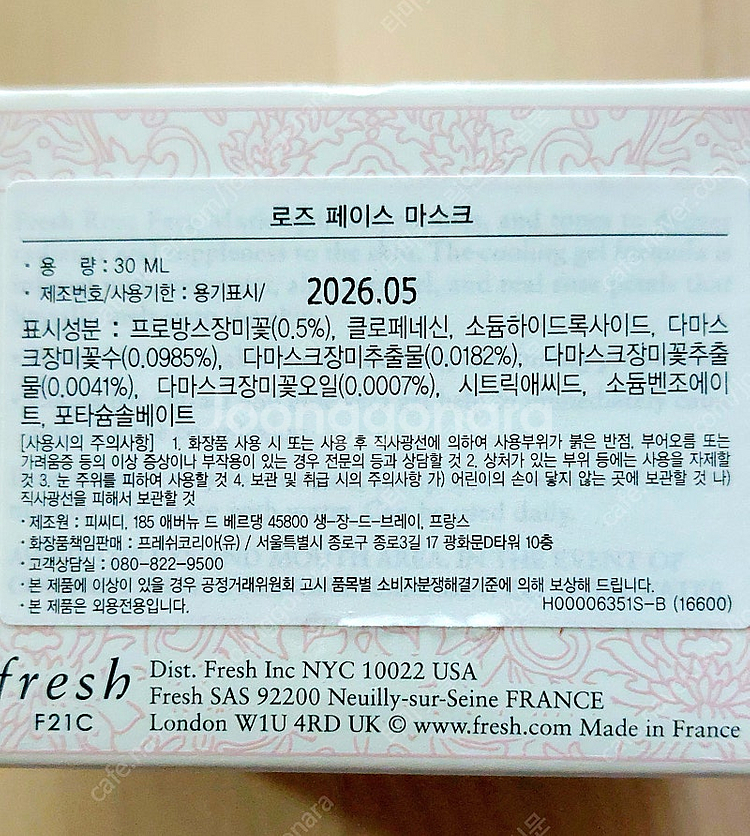 로즈 페이스 마스크
· 용 량 : 30 ML
· 제조번호/사용기한 : 용기표시/ 2026.05
표시성분 : 프로방스장미꽃(0.5%), 클로페네신, 소듐하이드록사이드, 다마스
크장미꽃수(0.0985%), 다마스크장미추출물(0.0182%), 다마스크장미꽃추출
물(0.0041%), 다마스크장미꽃오일(0.0007%), 시트릭애씨드, 소듐벤조에이
트, 포타슘솔베이트
Joonggonara
[사용시의 주의사항] 1. 화장품 사용 시 또는 사용 후 직사광선에 의하여 사용부위가 붉은 반점, 부어오름 또는
가려움증 등의 이상 증상이나 부작용이 있는 경우 전문의 등과 상담할 것 2. 상처가 있는 부위 등에는 사용을 자제할
것 3. 눈 주위를 피하여 사용할 것 4. 보관 및 취급 시의 주의사항 가) 어린이의 손이 닿지 않는 곳에 보관할 것 나)
직사광선을 피해서 보관할 것
· 제조원 : 피씨디, 185 애버뉴 드 베르댕 45800 생-장-드-브레이, 프랑스
· 화장품책임판매 : 프레쉬코리아(유) / 서울특별시 종로구 종로3길 17 광화문D타워 10층
· 고객상담실 : 080-822-9500
· 본 제품에 이상이 있을 경우 공정거래위원회 고시 품목별 소비자분쟁해결기준에 의해 보상해 드립니다.
· 본 제품은 외용전용입니다. H00006351S-B (16600)
fresh
F21C
Dist. Fresh Inc NYC 10022 USA
Fresh SAS 92200 Neuilly-sur-Seine FRANCE
London W1U 4RD UK © www.fresh.com Made in France